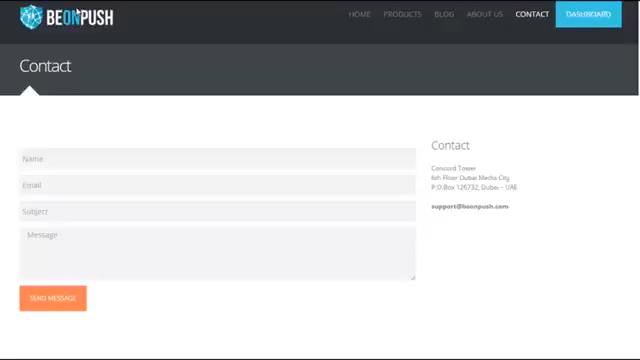 BEONPUSH
HOME PRODUCTS BLOG ABOUT US CONTACT DASHBOARD
Contact
Contact
Name
Concord Tower
6th Floor Dubai Media City
Email
P.O.Box 126732, Dubai – UAE
support@beonpush.com
Subject
Message
SEND MESSAGE